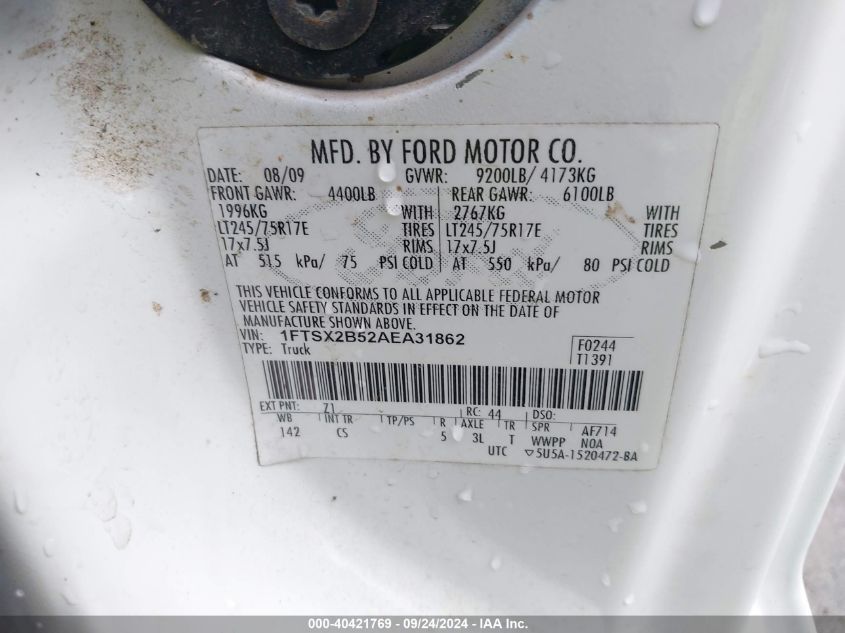 MFD. BY FORD MOTOR CO.
DATE: 08/09 GVWR: 9200LB/ 4173KG
FRONT GAWR: 4400LB REAR GAWR: 6100LB
1996KG WITH 2767KG WITH
LT245/75R17E TIRES LT245/75R17E TIRES
17x7.5J RIMS 17x7.5J RIMS
AT 515 kPa/ 75 PSI COLD AT 550 kPa/ 80 PSI COLD
THIS VEHICLE CONFORMS TO ALL APPLICABLE FEDERAL MOTOR
VEHICLE SAFETY STANDARDS IN EFFECT ON THE DATE OF
MANUFACTURE SHOWN ABOVE.
VIN: 1FTSX2B52AEA31862 F0244
TYPE: Truck T1391
EXT PNT: Z1 RC: 44 DSO:
WB INT TR TP/PS R AXLE TR SPR AF714
142 CS 5 3L T WWPP N0A
UTC ▽5U5A-1520472-BA
000-40421769 - 09/24/2024 - IAA Inc.